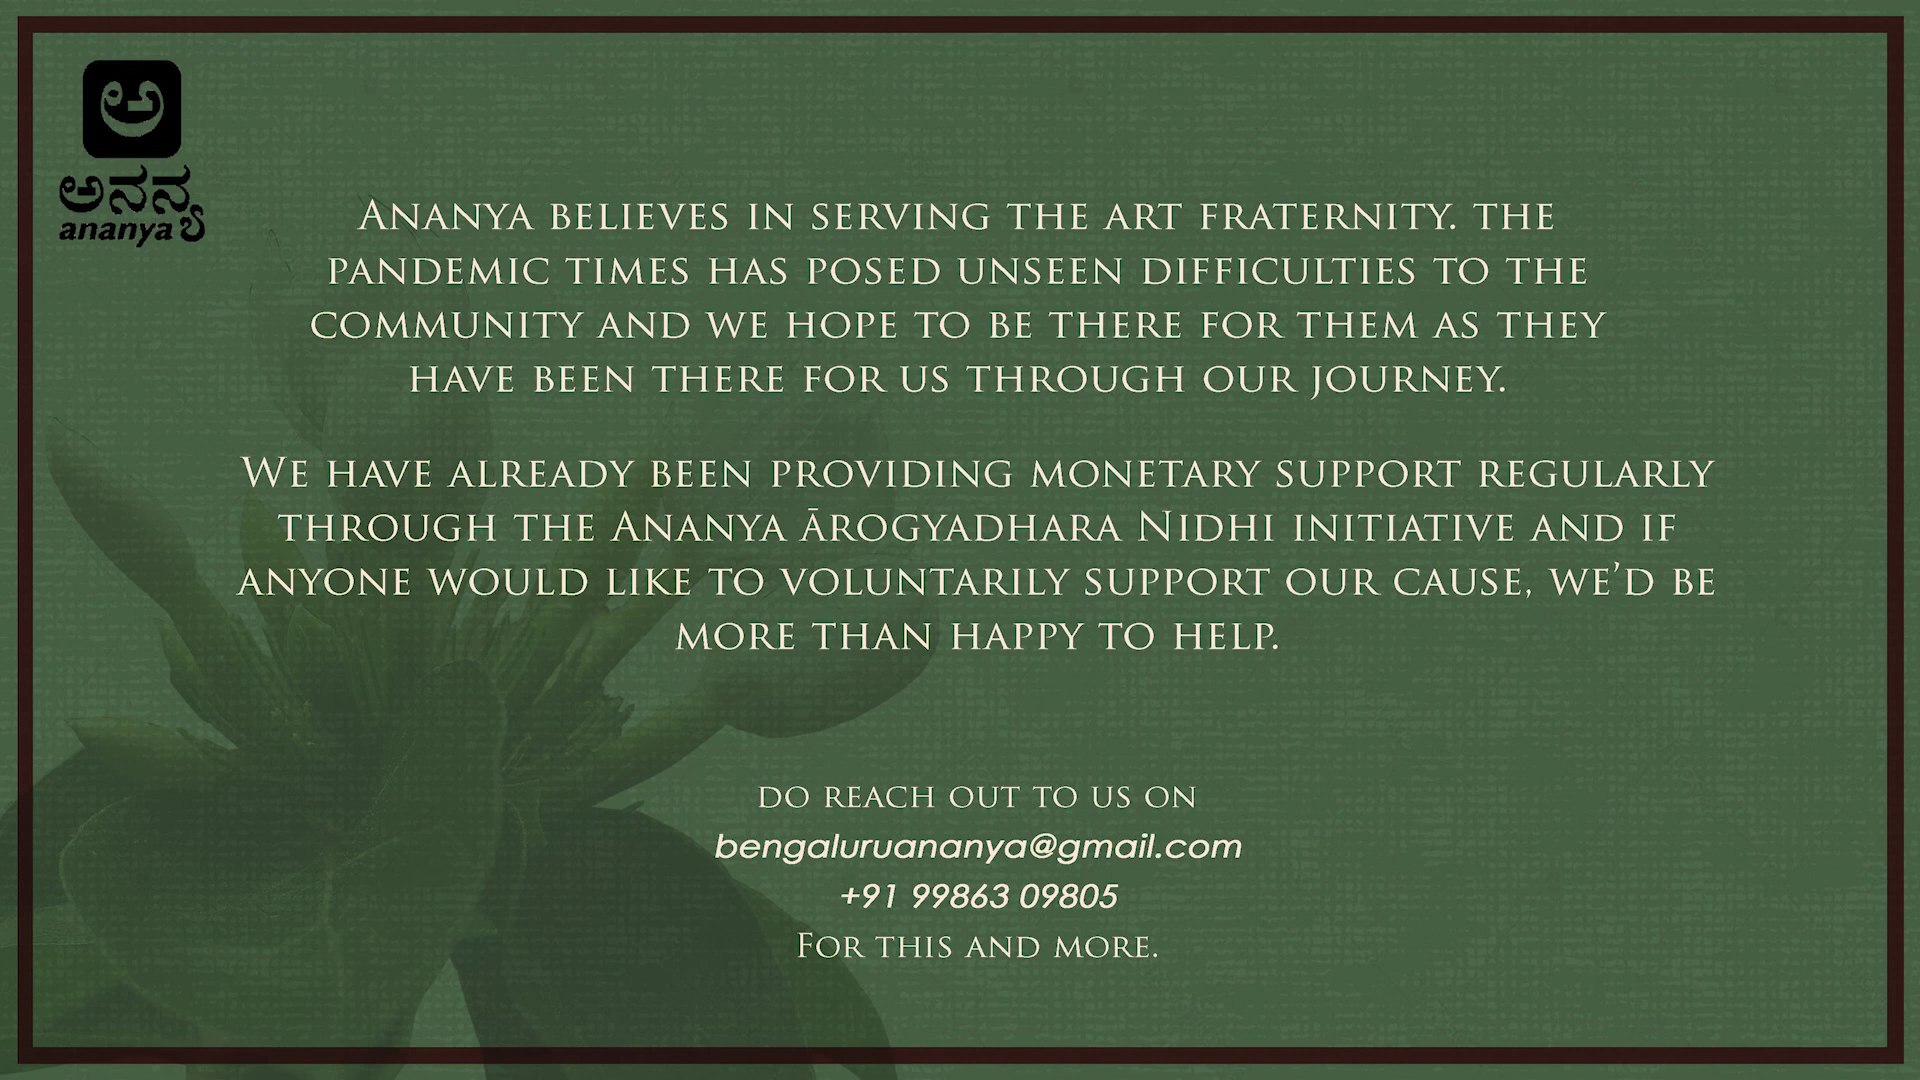 ಅ
ಅನನ್ಯ
ananya
Ananya believes in serving the art fraternity. The
pandemic times has posed unseen difficulties to the
community and we hope to be there for them as they
have been there for us through our journey.
We have already been providing monetary support regularly
through the Ananya Ārogyadhara Nidhi initiative and if
anyone would like to voluntarily support our cause, we’d be
more than happy to help.
do reach out to us on
bengaluruananya@gmail.com
+91 99863 09805
For this and more.